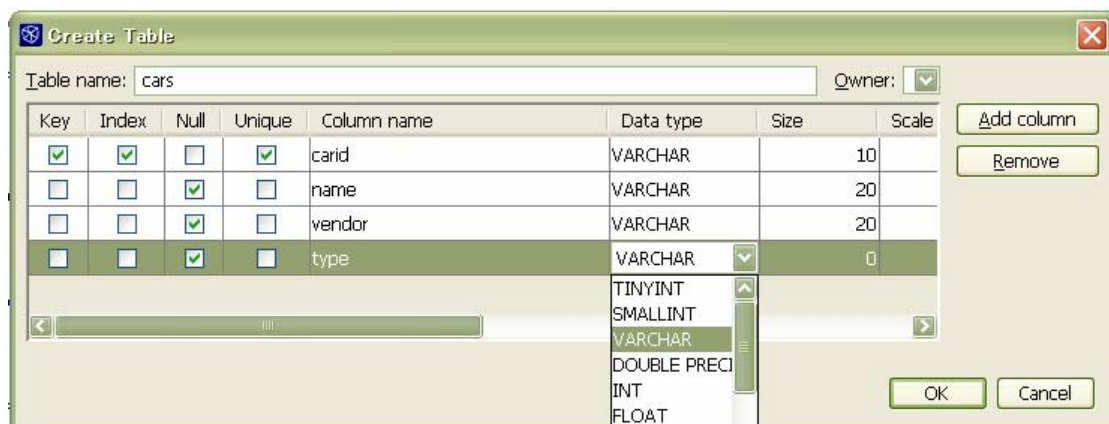 Create Table
Table name: cars Owner:
Key Index Null Unique Column name Data type Size Scale Add column
carid VARCHAR 10 Remove
name VARCHAR 20
vendor VARCHAR 20
type VARCHAR 0
TINYINT
SMALLINT
VARCHAR
DOUBLE PRECI
INT OK Cancel
FLOAT